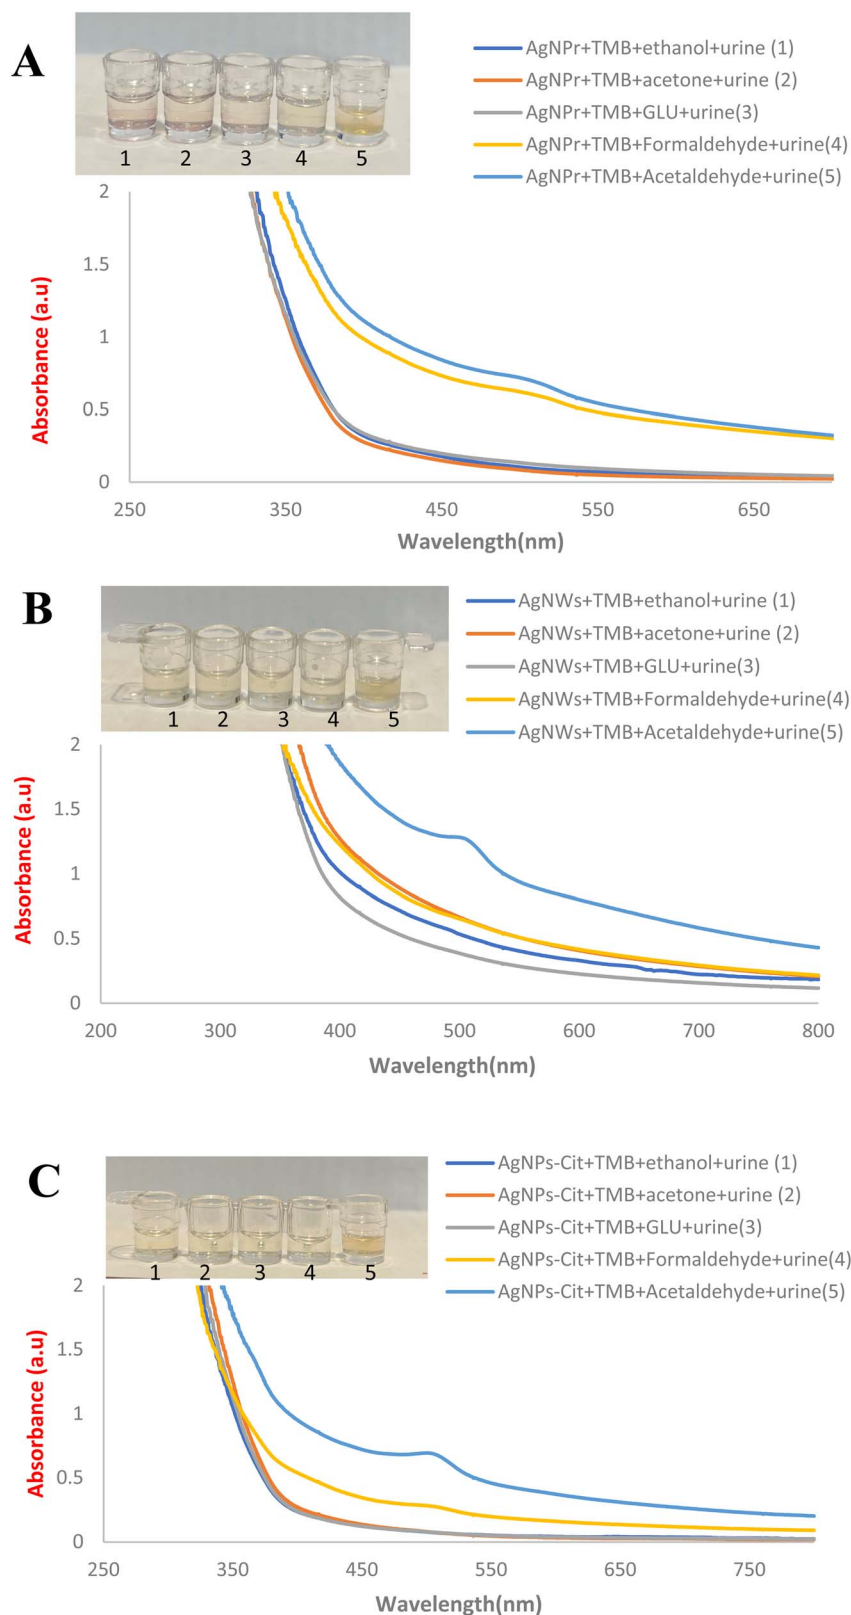 A
1 2 3 4 5
AgNPr+TMB+ethanol+urine (1)
AgNPr+TMB+acetone+urine (2)
AgNPr+TMB+GLU+urine(3)
AgNPr+TMB+Formaldehyde+urine(4)
AgNPr+TMB+Acetaldehyde+urine(5)
Absorbance (a.u)
2
1.5
1
0.5
0
250 350 450 550 650
Wavelength(nm)
B
1 2 3 4 5
AgNWs+TMB+ethanol+urine (1)
AgNWs+TMB+acetone+urine (2)
AgNWs+TMB+GLU+urine(3)
AgNWs+TMB+Formaldehyde+urine(4)
AgNWs+TMB+Acetaldehyde+urine(5)
Absorbance (a.u)
2
1.5
1
0.5
0
200 300 400 500 600 700 800
Wavelength(nm)
C
1 2 3 4 5
AgNPs-Cit+TMB+ethanol+urine (1)
AgNPs-Cit+TMB+acetone+urine (2)
AgNPs-Cit+TMB+GLU+urine(3)
AgNPs-Cit+TMB+Formaldehyde+urine(4)
AgNPs-Cit+TMB+Acetaldehyde+urine(5)
Absorbance (a.u)
2
1.5
1
0.5
0
250 350 450 550 650 750
Wavelength(nm)